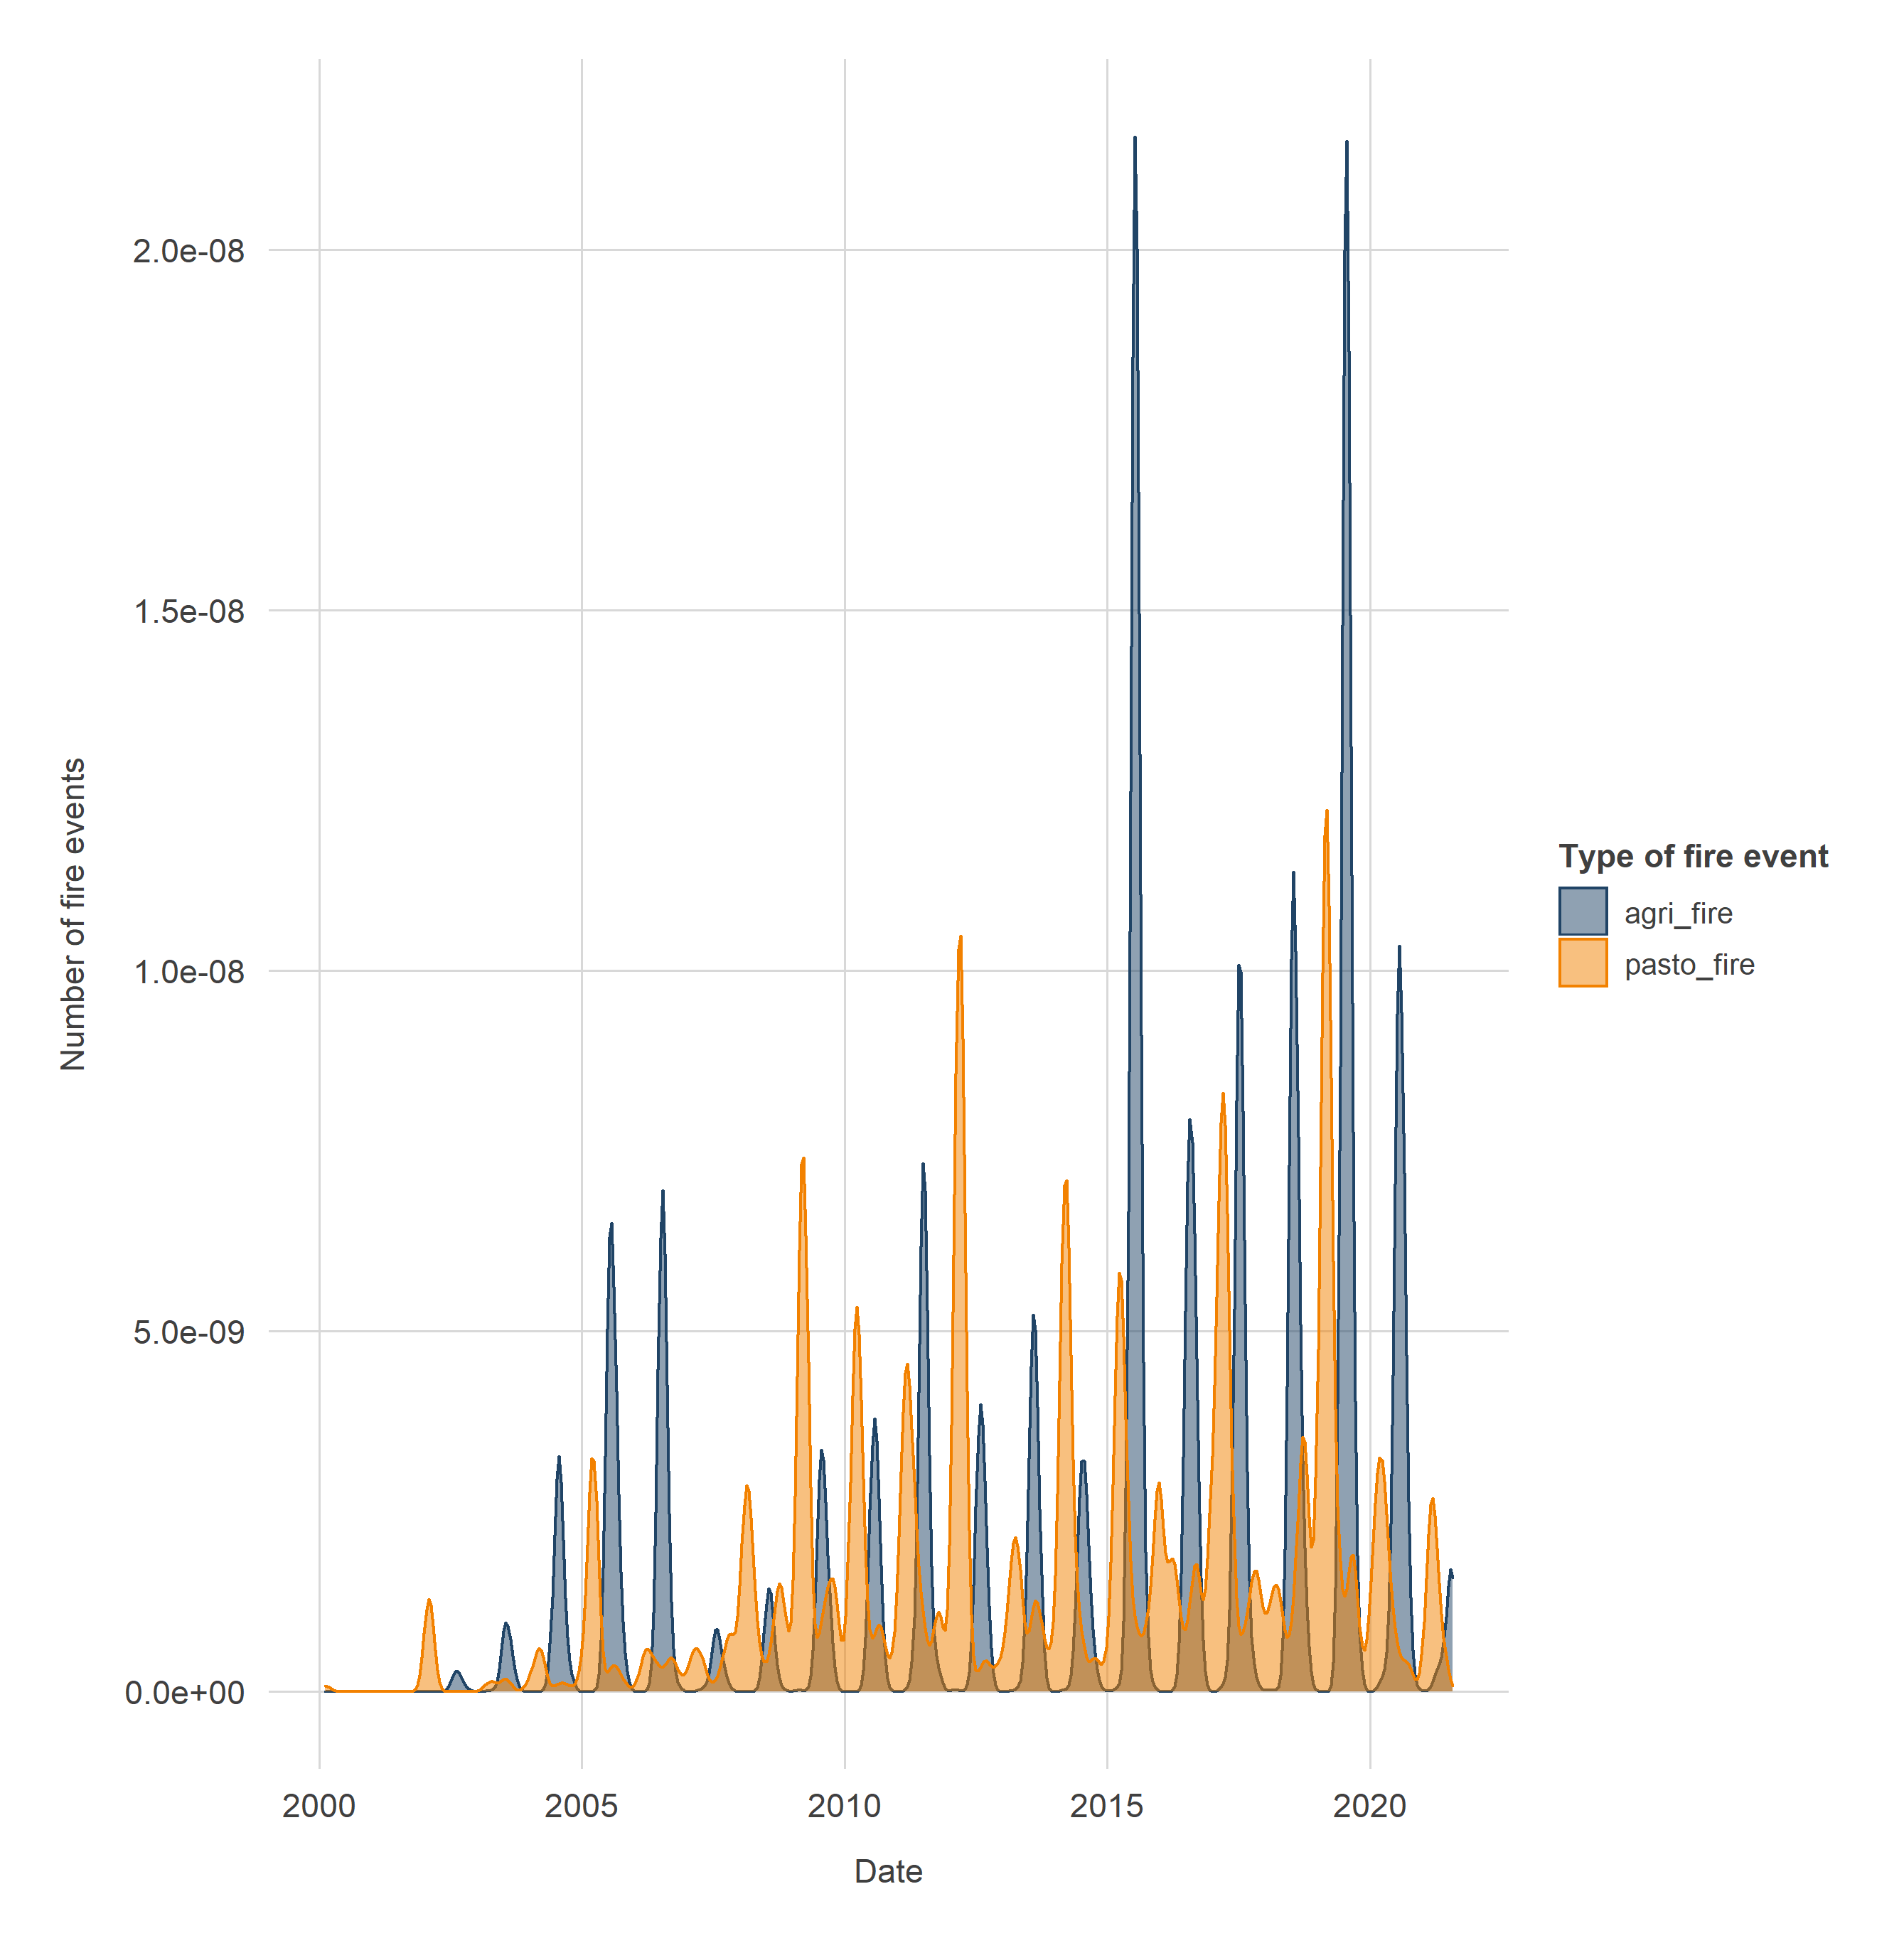 2.0e-08
1.5e-08
1.0e-08
5.0e-09
0.0e+00
Number of fire events
2000 2005 2010 2015 2020
Date
Type of fire event
agri_fire
pasto_fire